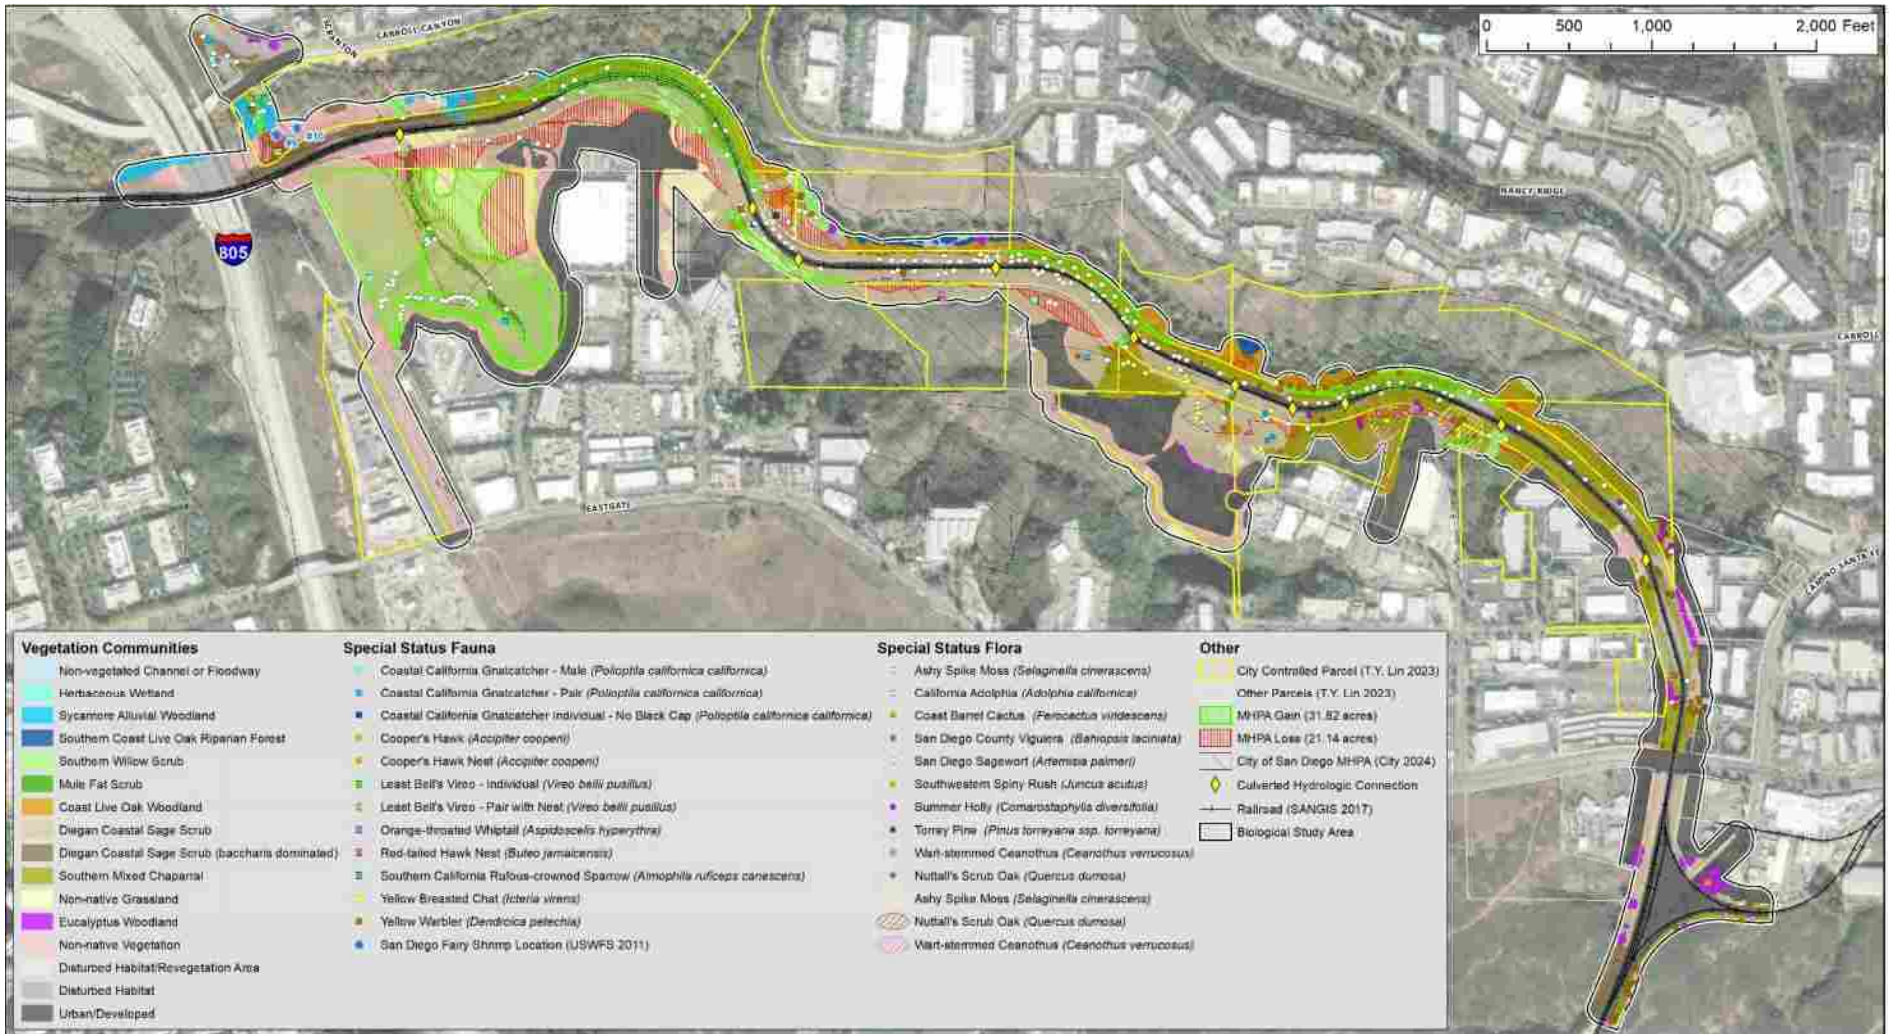 0 500 1,000 2,000 Feet
SCRANTON
CARROLL CANYON
NANCY RIDGE
805
CARROLL
EASTGATE
CAMINO SANTA FE
Vegetation Communities
Non-vegetated Channel or Floodway
Herbaceous Wetland
Sycamore Alluvial Woodland
Southern Coast Live Oak Riparian Forest
Southern Willow Scrub
Mule Fat Scrub
Coast Live Oak Woodland
Diegan Coastal Sage Scrub
Diegan Coastal Sage Scrub (baccharis dominated)
Southern Mixed Chaparral
Non-native Grassland
Eucalyptus Woodland
Non-native Vegetation
Disturbed Habitat/Revegetation Area
Disturbed Habitat
Urban/Developed
Special Status Fauna
Coastal California Gnatcatcher - Male (Polioptila californica californica)
Coastal California Gnatcatcher - Pair (Polioptila californica californica)
Coastal California Gnatcatcher Individual - No Black Cap (Polioptila californica californica)
Cooper's Hawk (Accipiter cooperii)
Cooper's Hawk Nest (Accipiter cooperii)
Least Bell's Vireo - Individual (Vireo bellii pusillus)
Least Bell's Vireo - Pair with Nest (Vireo bellii pusillus)
Orange-throated Whiptail (Aspidoscelis hyperythra)
Red-tailed Hawk Nest (Buteo jamaicensis)
Southern California Rufous-crowned Sparrow (Aimophila ruficeps canescens)
Yellow Breasted Chat (Icteria virens)
Yellow Warbler (Dendroica petechia)
San Diego Fairy Shrimp Location (USWFS 2011)
Special Status Flora
Ashy Spike Moss (Selaginella cinerascens)
California Adolphia (Adolphia californica)
Coast Barrel Cactus (Ferocactus viridescens)
San Diego County Viguiera (Bahiopsis laciniata)
San Diego Sagewort (Artemisia palmeri)
Southwestern Spiny Rush (Juncus acutus)
Summer Holly (Comarostaphylis diversifolia)
Torrey Pine (Pinus torreyana ssp. torreyana)
Wart-stemmed Ceanothus (Ceanothus verrucosus)
Nuttall's Scrub Oak (Quercus dumosa)
Ashy Spike Moss (Selaginella cinerascens)
Nuttall's Scrub Oak (Quercus dumosa)
Wart-stemmed Ceanothus (Ceanothus verrucosus)
Other
City Controlled Parcel (T.Y. Lin 2023)
Other Parcels (T.Y. Lin 2023)
MHPA Gain (31.82 acres)
MHPA Loss (21.14 acres)
City of San Diego MHPA (City 2024)
Culverted Hydrologic Connection
Railroad (SANGIS 2017)
Biological Study Area